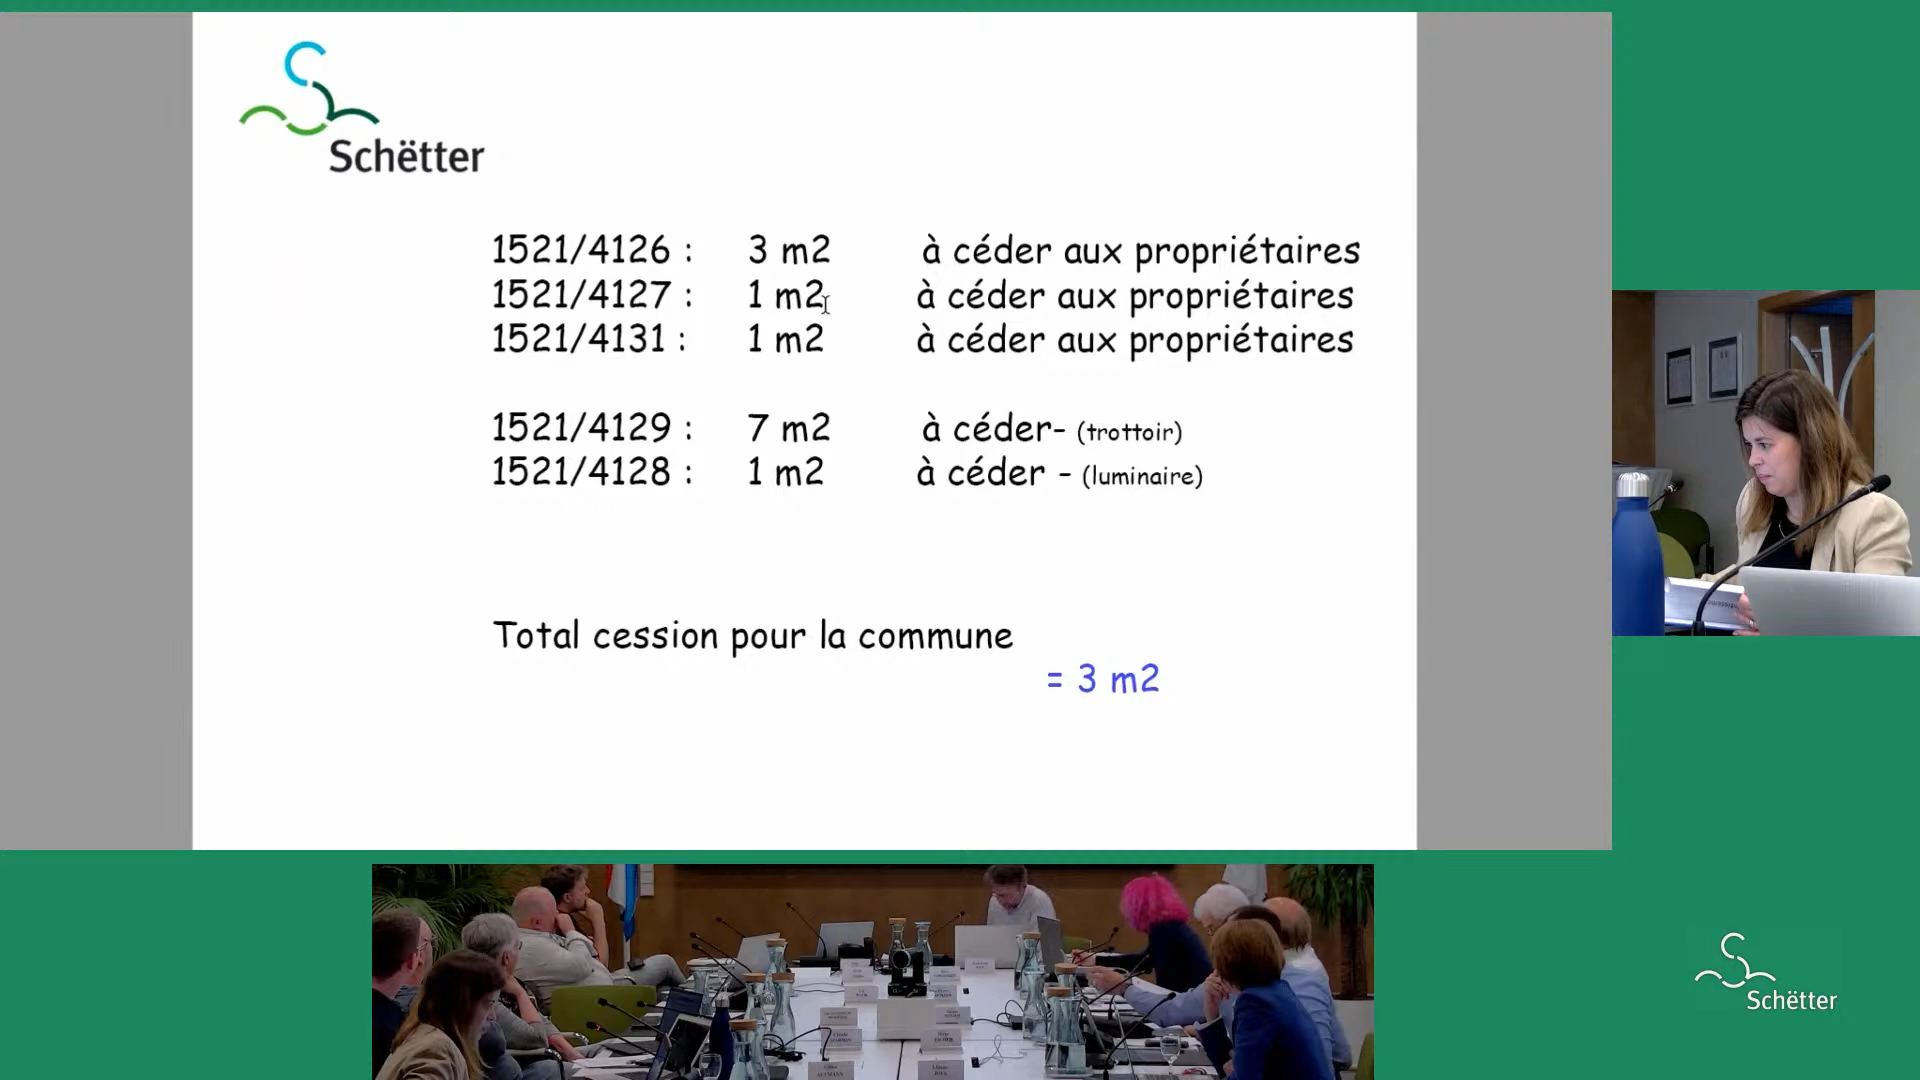 Schëtter
1521/4126 : 3 m2 à céder aux propriétaires
1521/4127 : 1 m2 à céder aux propriétaires
1521/4131 : 1 m2 à céder aux propriétaires
1521/4129 : 7 m2 à céder- (trottoir)
1521/4128 : 1 m2 à céder - (luminaire)
Total cession pour la commune
= 3 m2
Schëtter